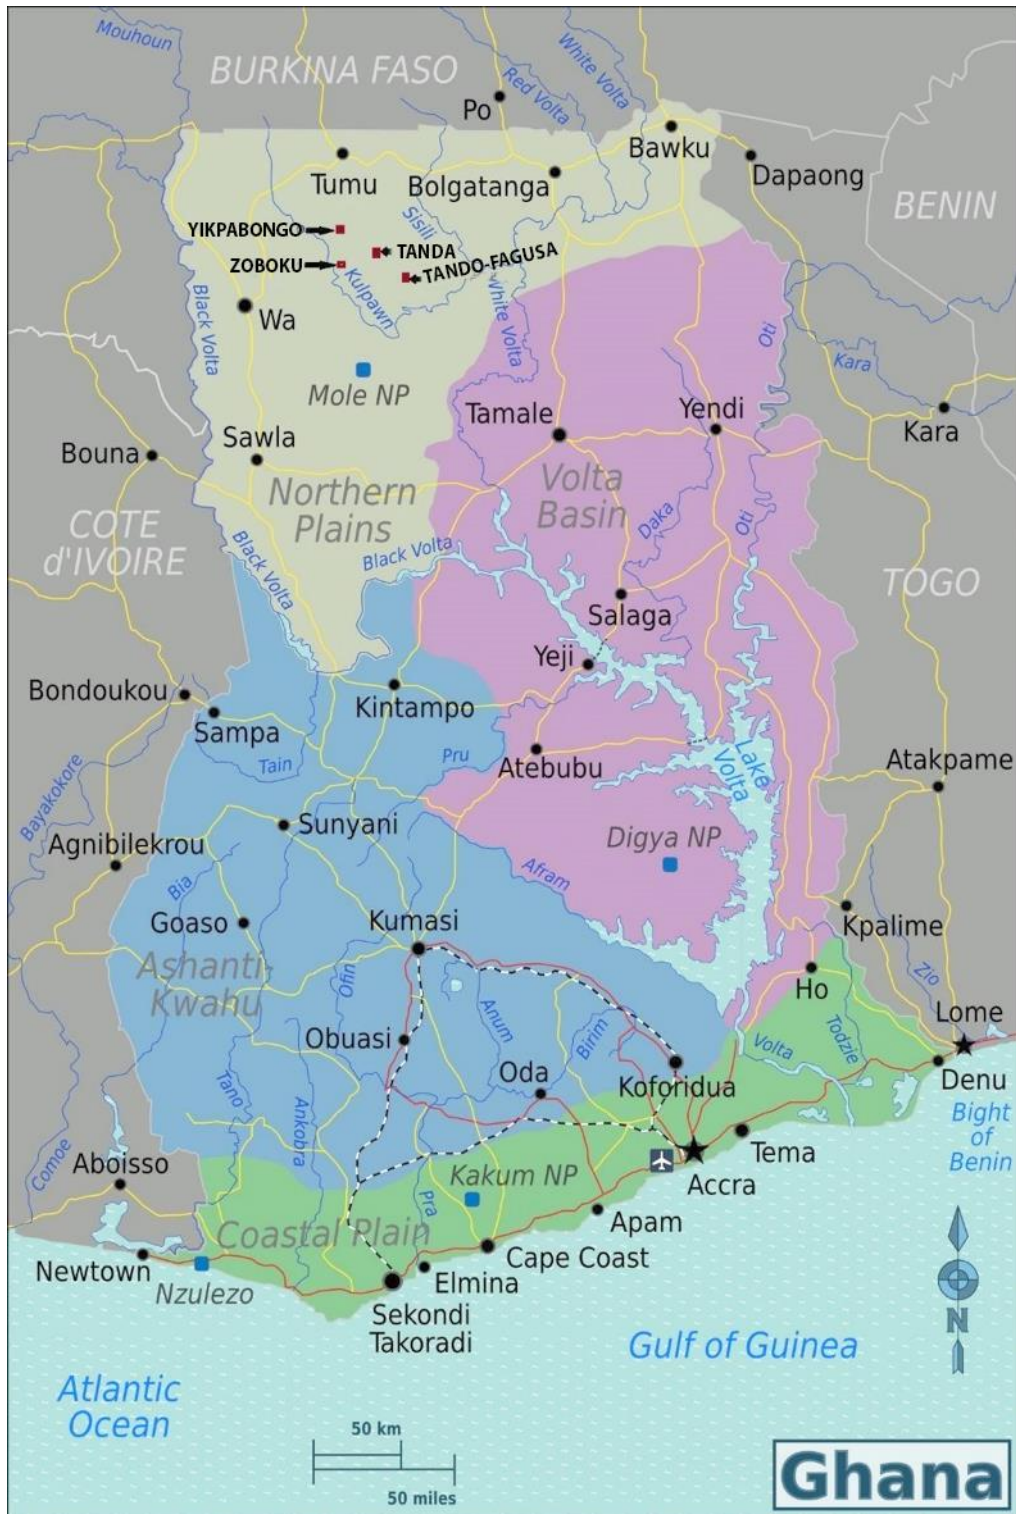 Mouhoun
BURKINA FASO
White Volta
Red Volta
Po
Bawku
Tumu
Bolgatanga
Dapaong
BENIN
Sisili
YIKPABONGO
TANDA
ZOBOKU
TANDO-FAGUSA
Kulpawn
White Volta
Black Volta
Wa
Oti
Kara
Mole NP
Tamale
Yendi
Kara
Sawla
Bouna
Northern
Plains
Volta
Basin
Daka
Oti
COTE
d'IVOIRE
Black Volta
Black Volta
TOGO
Salaga
Yeji
Bondoukou
Kintampo
Sampa
Tain
Pru
Atebubu
Lake
Volta
Atakpame
Bayakokore
Sunyani
Digya NP
Agnibilekrou
Bia
Afram
Goaso
Kumasi
Kpalime
Ashanti-
Kwahu
Ofin
Zio
Ho
Lome
Anum
Obuasi
Birim
Todzie
Volta
Oda
Koforidua
Denu
Tano
Ankobra
Bight
of
Benin
Comoe
Aboisso
Kakum NP
Tema
Accra
Pra
Coastal Plain
Apam
Newtown
Cape Coast
Nzulezo
Elmina
Sekondi
Takoradi
N
Gulf of Guinea
Atlantic
Ocean
50 km
50 miles
Ghana